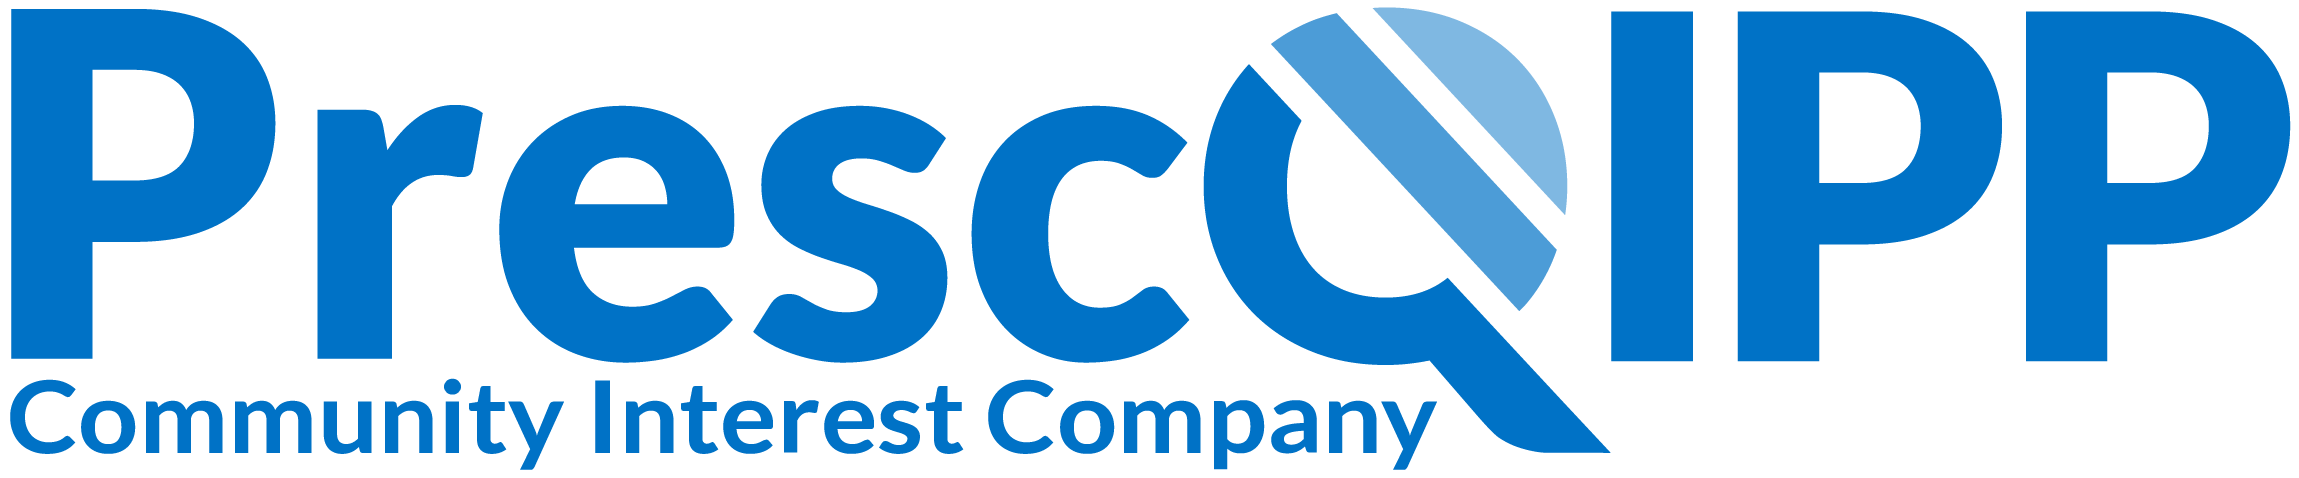 PrescQIPP
Community Interest Company